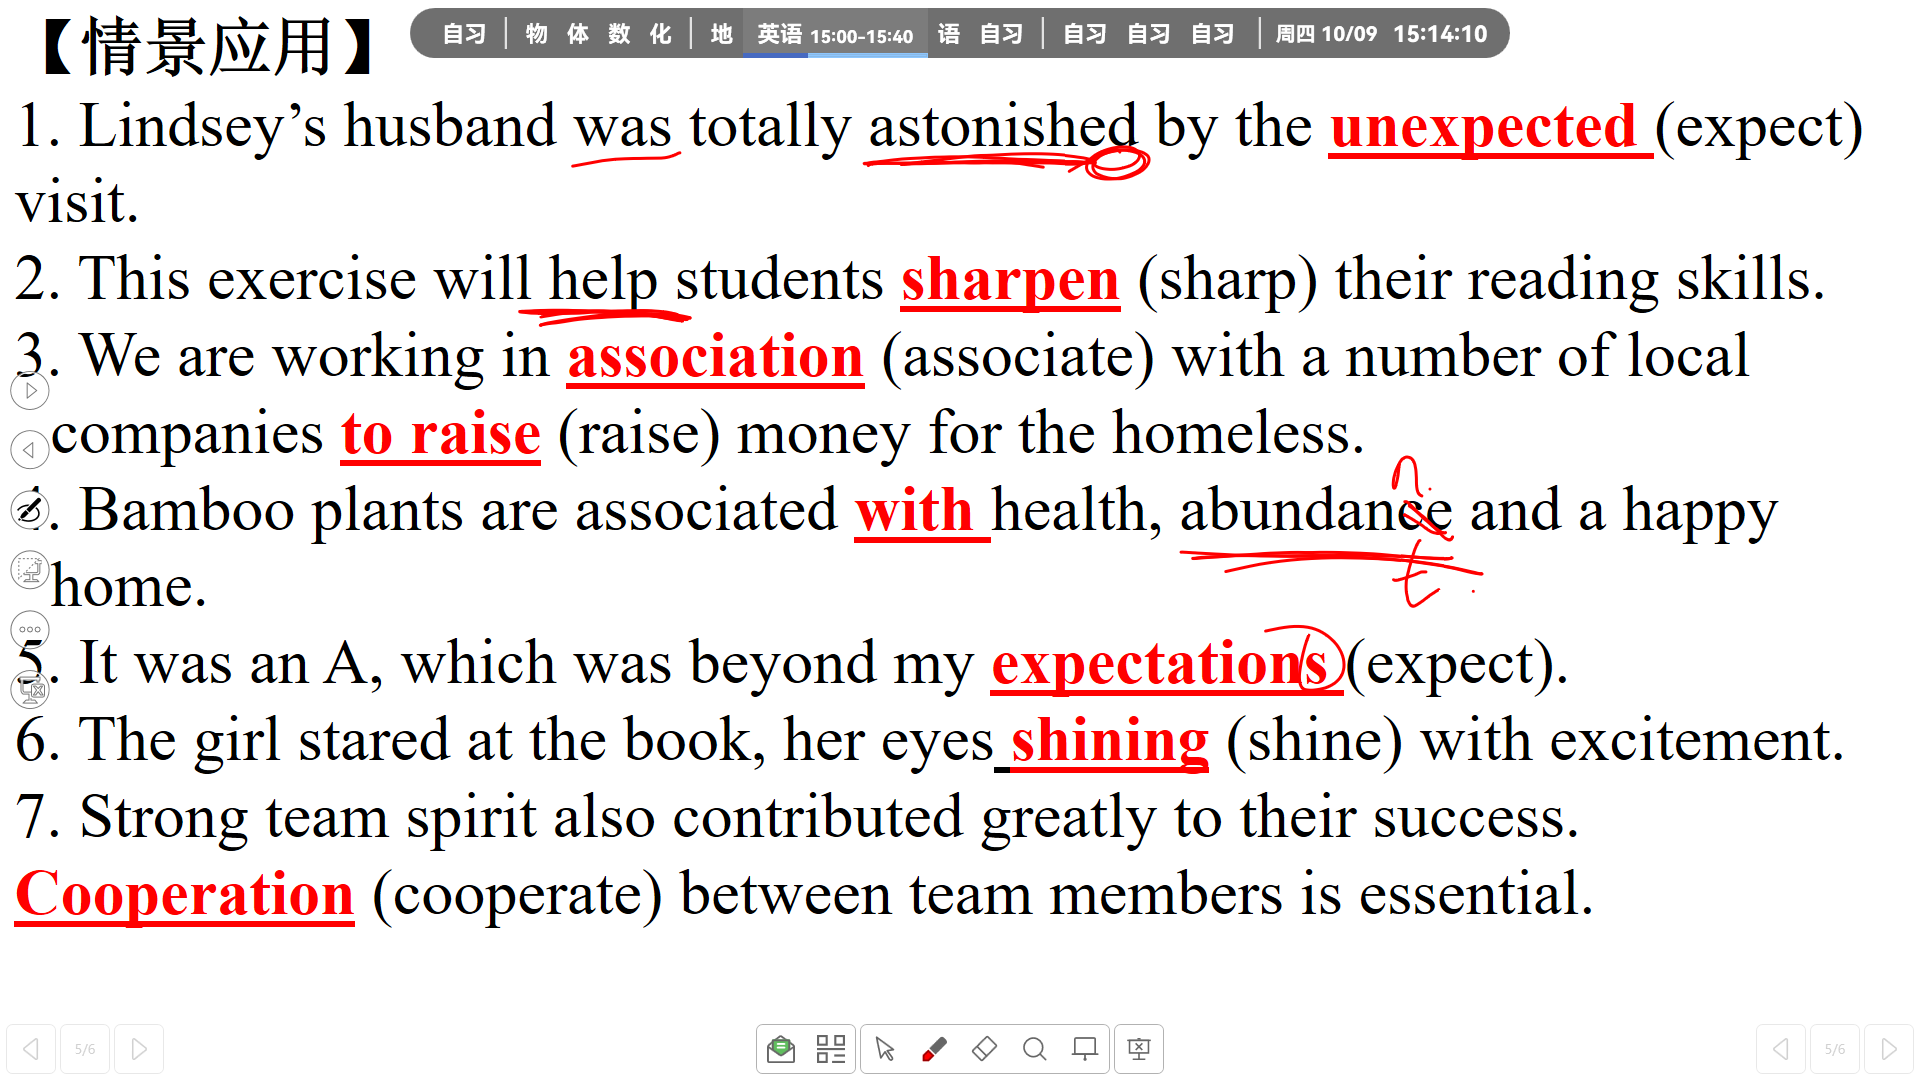 【情景应用】
自习 | 物 体 数 化 | 地 英语 15:00-15:40 语 自习 | 自习 自习 自习 | 周四 10/09 15:14:10
1. Lindsey’s husband was totally astonished by the unexpected (expect)
visit.
2. This exercise will help students sharpen (sharp) their reading skills.
3. We are working in association (associate) with a number of local
companies to raise (raise) money for the homeless.
n.
4. Bamboo plants are associated with health, abundance and a happy
t.
home.
5. It was an A, which was beyond my expectations (expect).
6. The girl stared at the book, her eyes shining (shine) with excitement.
7. Strong team spirit also contributed greatly to their success.
Cooperation (cooperate) between team members is essential.
5/6
5/6